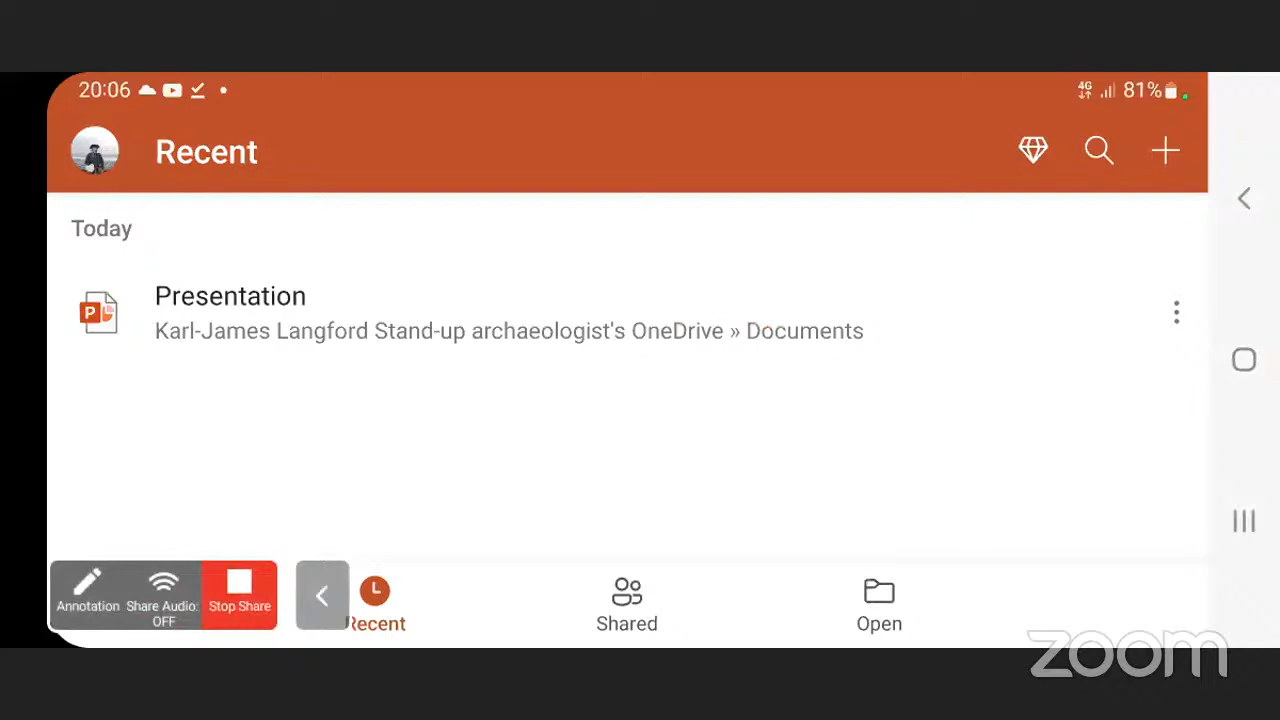 20:06
4G 81%
Recent
Today
P
Presentation
Karl-James Langford Stand-up archaeologist's OneDrive » Documents
Annotation
Share Audio:
OFF
Stop Share
Recent
Shared
Open
zoom